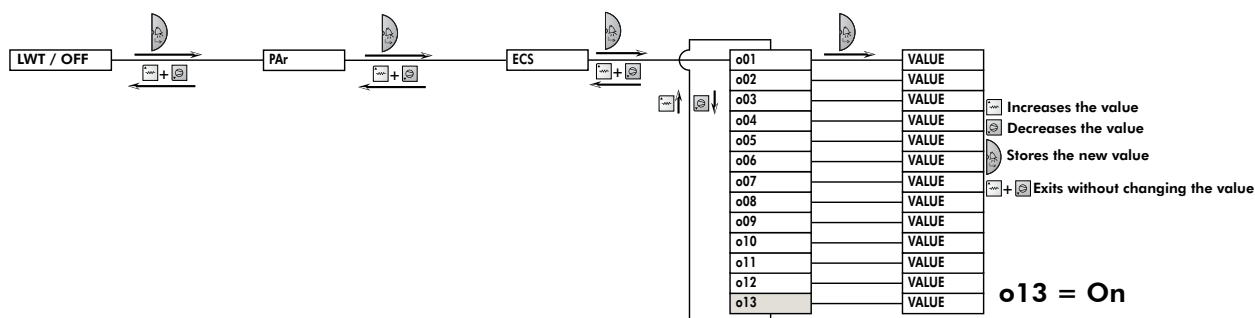 LWT / OFF
+
PAr
+
ECS
+
o01 VALUE
o02 VALUE
o03 VALUE
o04 VALUE
o05 VALUE
o06 VALUE
o07 VALUE
o08 VALUE
o09 VALUE
o10 VALUE
o11 VALUE
o12 VALUE
o13 VALUE
Increases the value
Decreases the value
Stores the new value
+ Exits without changing the value
o13 = On